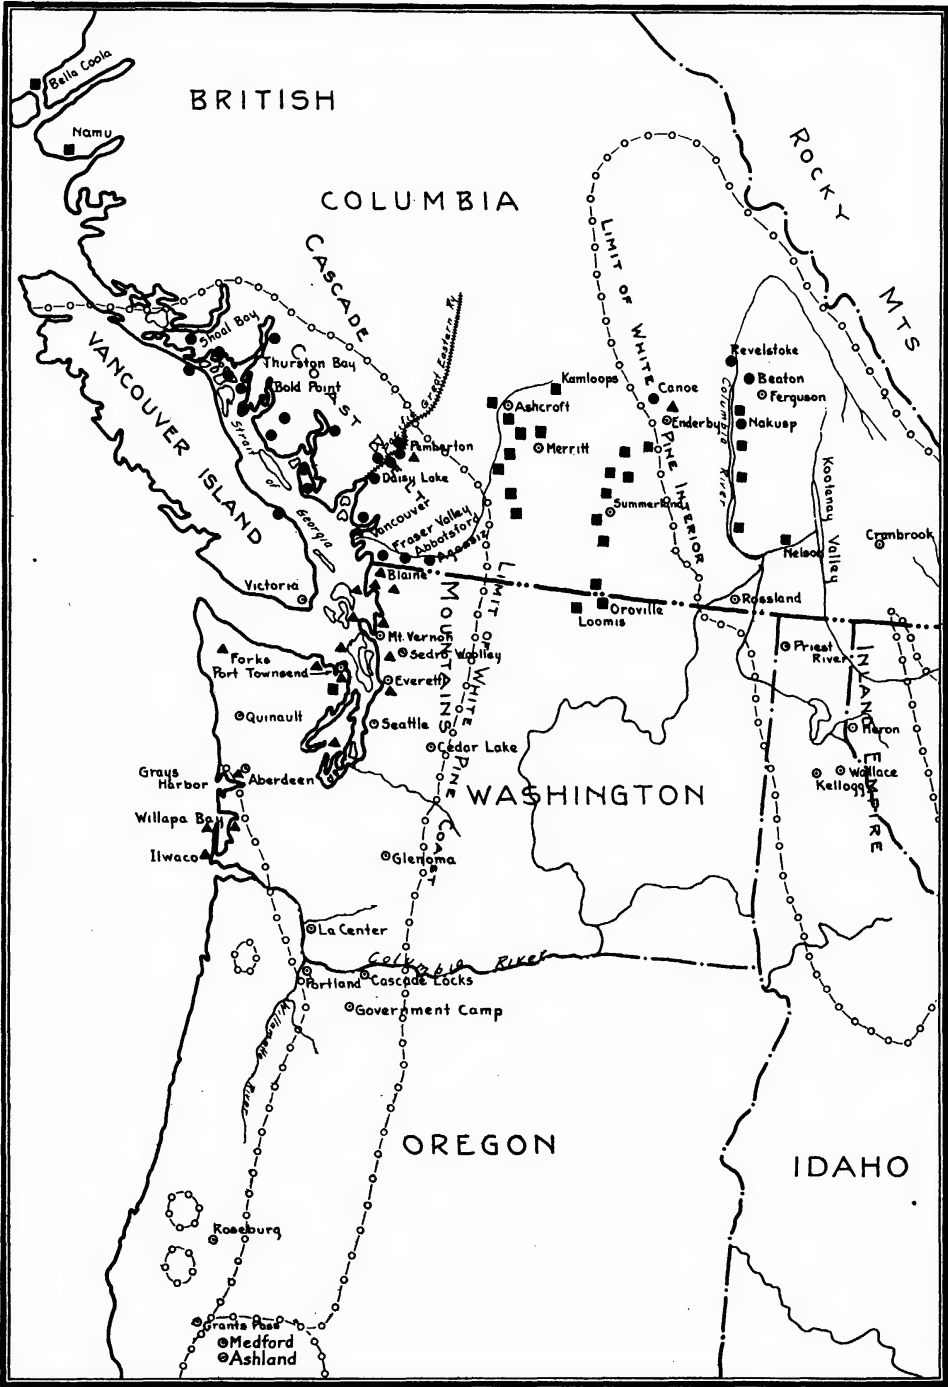 Bella Coola
BRITISH
Namu
ROCKY
MTS
COLUMBIA
CASCADE
COAST
BELT
LIMIT OF WHITE PINE INTERIOR
Shoal Bay
Thurston Bay
Bold Point
VANCOUVER
ISLAND
Strait of Georgia
Pacific Great Eastern Ry
Revelstoke
Kamloops
Canoe
Beaton
Ferguson
Ashcroft
Enderby
Nakusp
Columbia River
Merritt
Pemberton
Daisy Lake
Kootenay Valley
Summerland
Vancouver
Fraser Valley
Abbotsford
Agassiz
Cranbrook
Nelson
Blaine
Victoria
Rossland
Oroville
Loomis
LIMIT OF WHITE PINE COAST
MOUNTAINS
Mt. Vernon
Sedro Woolley
Forks
Port Townsend
Everett
Priest
River
INLAND EMPIRE
Quinault
Seattle
Heron
Cedar Lake
Grays
Harbor
Aberdeen
Wallace
Kellogg
WASHINGTON
Willapa Bay
Ilwaco
Glenoma
La Center
Columbia River
Portland
Cascade Locks
Government Camp
Willamette River
OREGON
IDAHO
Roseburg
Grants Pass
Medford
Ashland